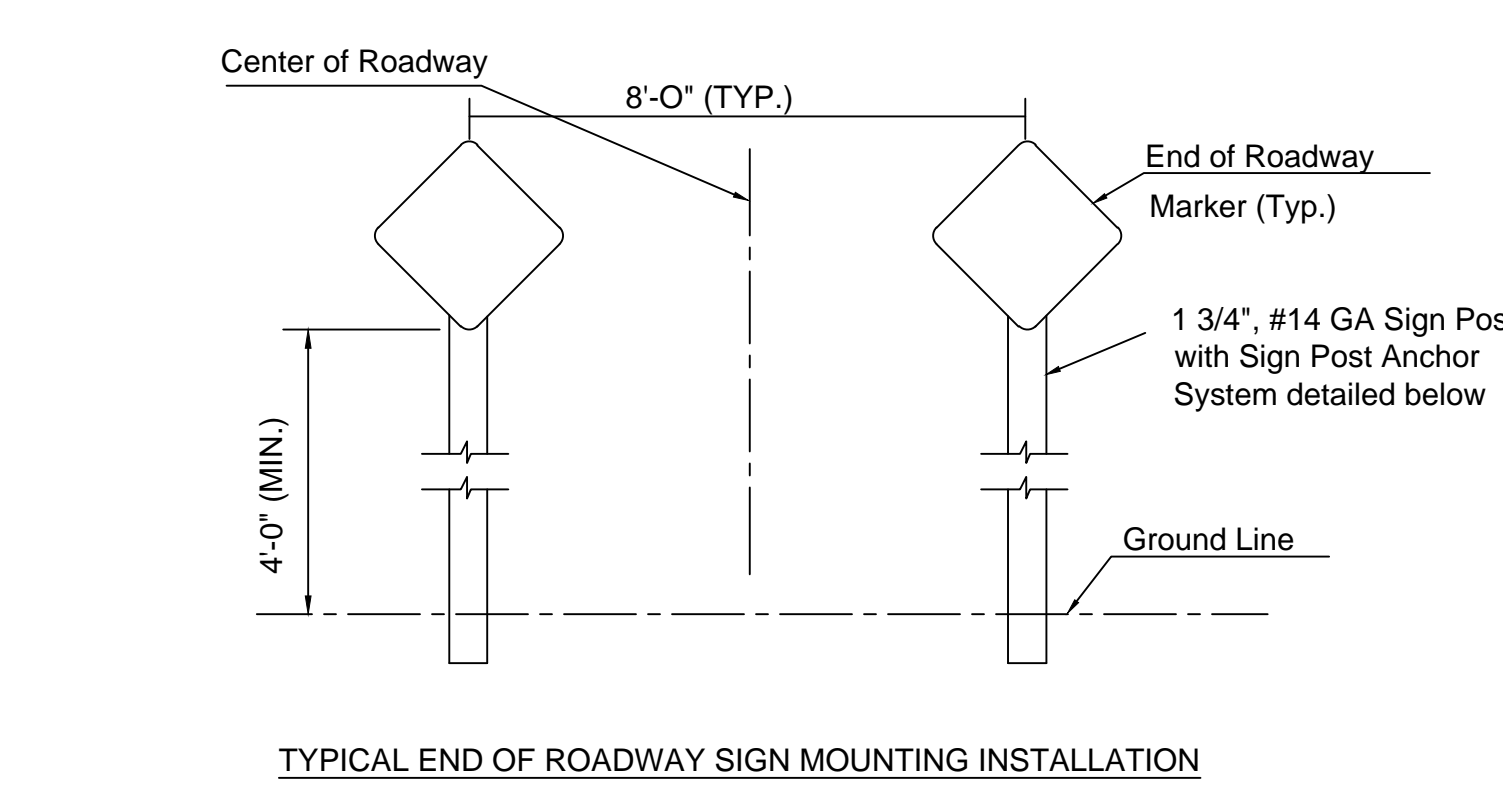 Center of Roadway
8'-O" (TYP.)
End of Roadway
Marker (Typ.)
1 3/4", #14 GA Sign Pos
with Sign Post Anchor
System detailed below
4'-0" (MIN.)
Ground Line
TYPICAL END OF ROADWAY SIGN MOUNTING INSTALLATION